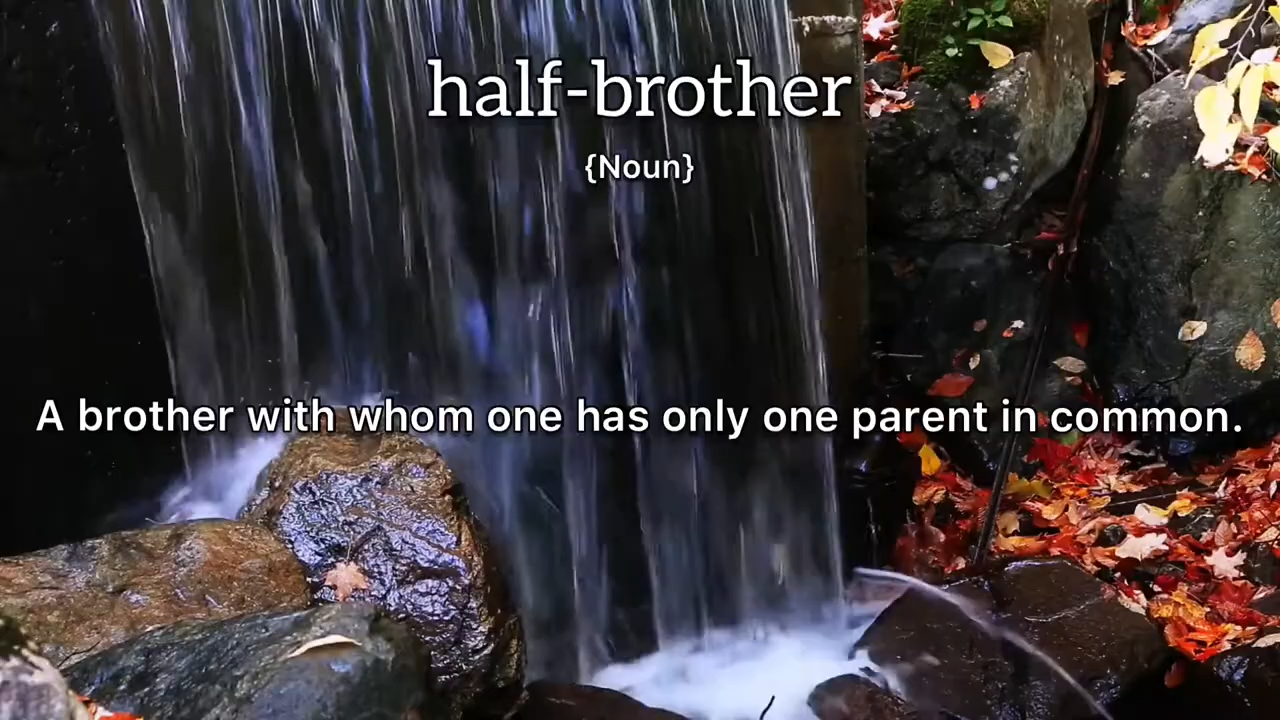 half-brother
{Noun}
A brother with whom one has only one parent in common.